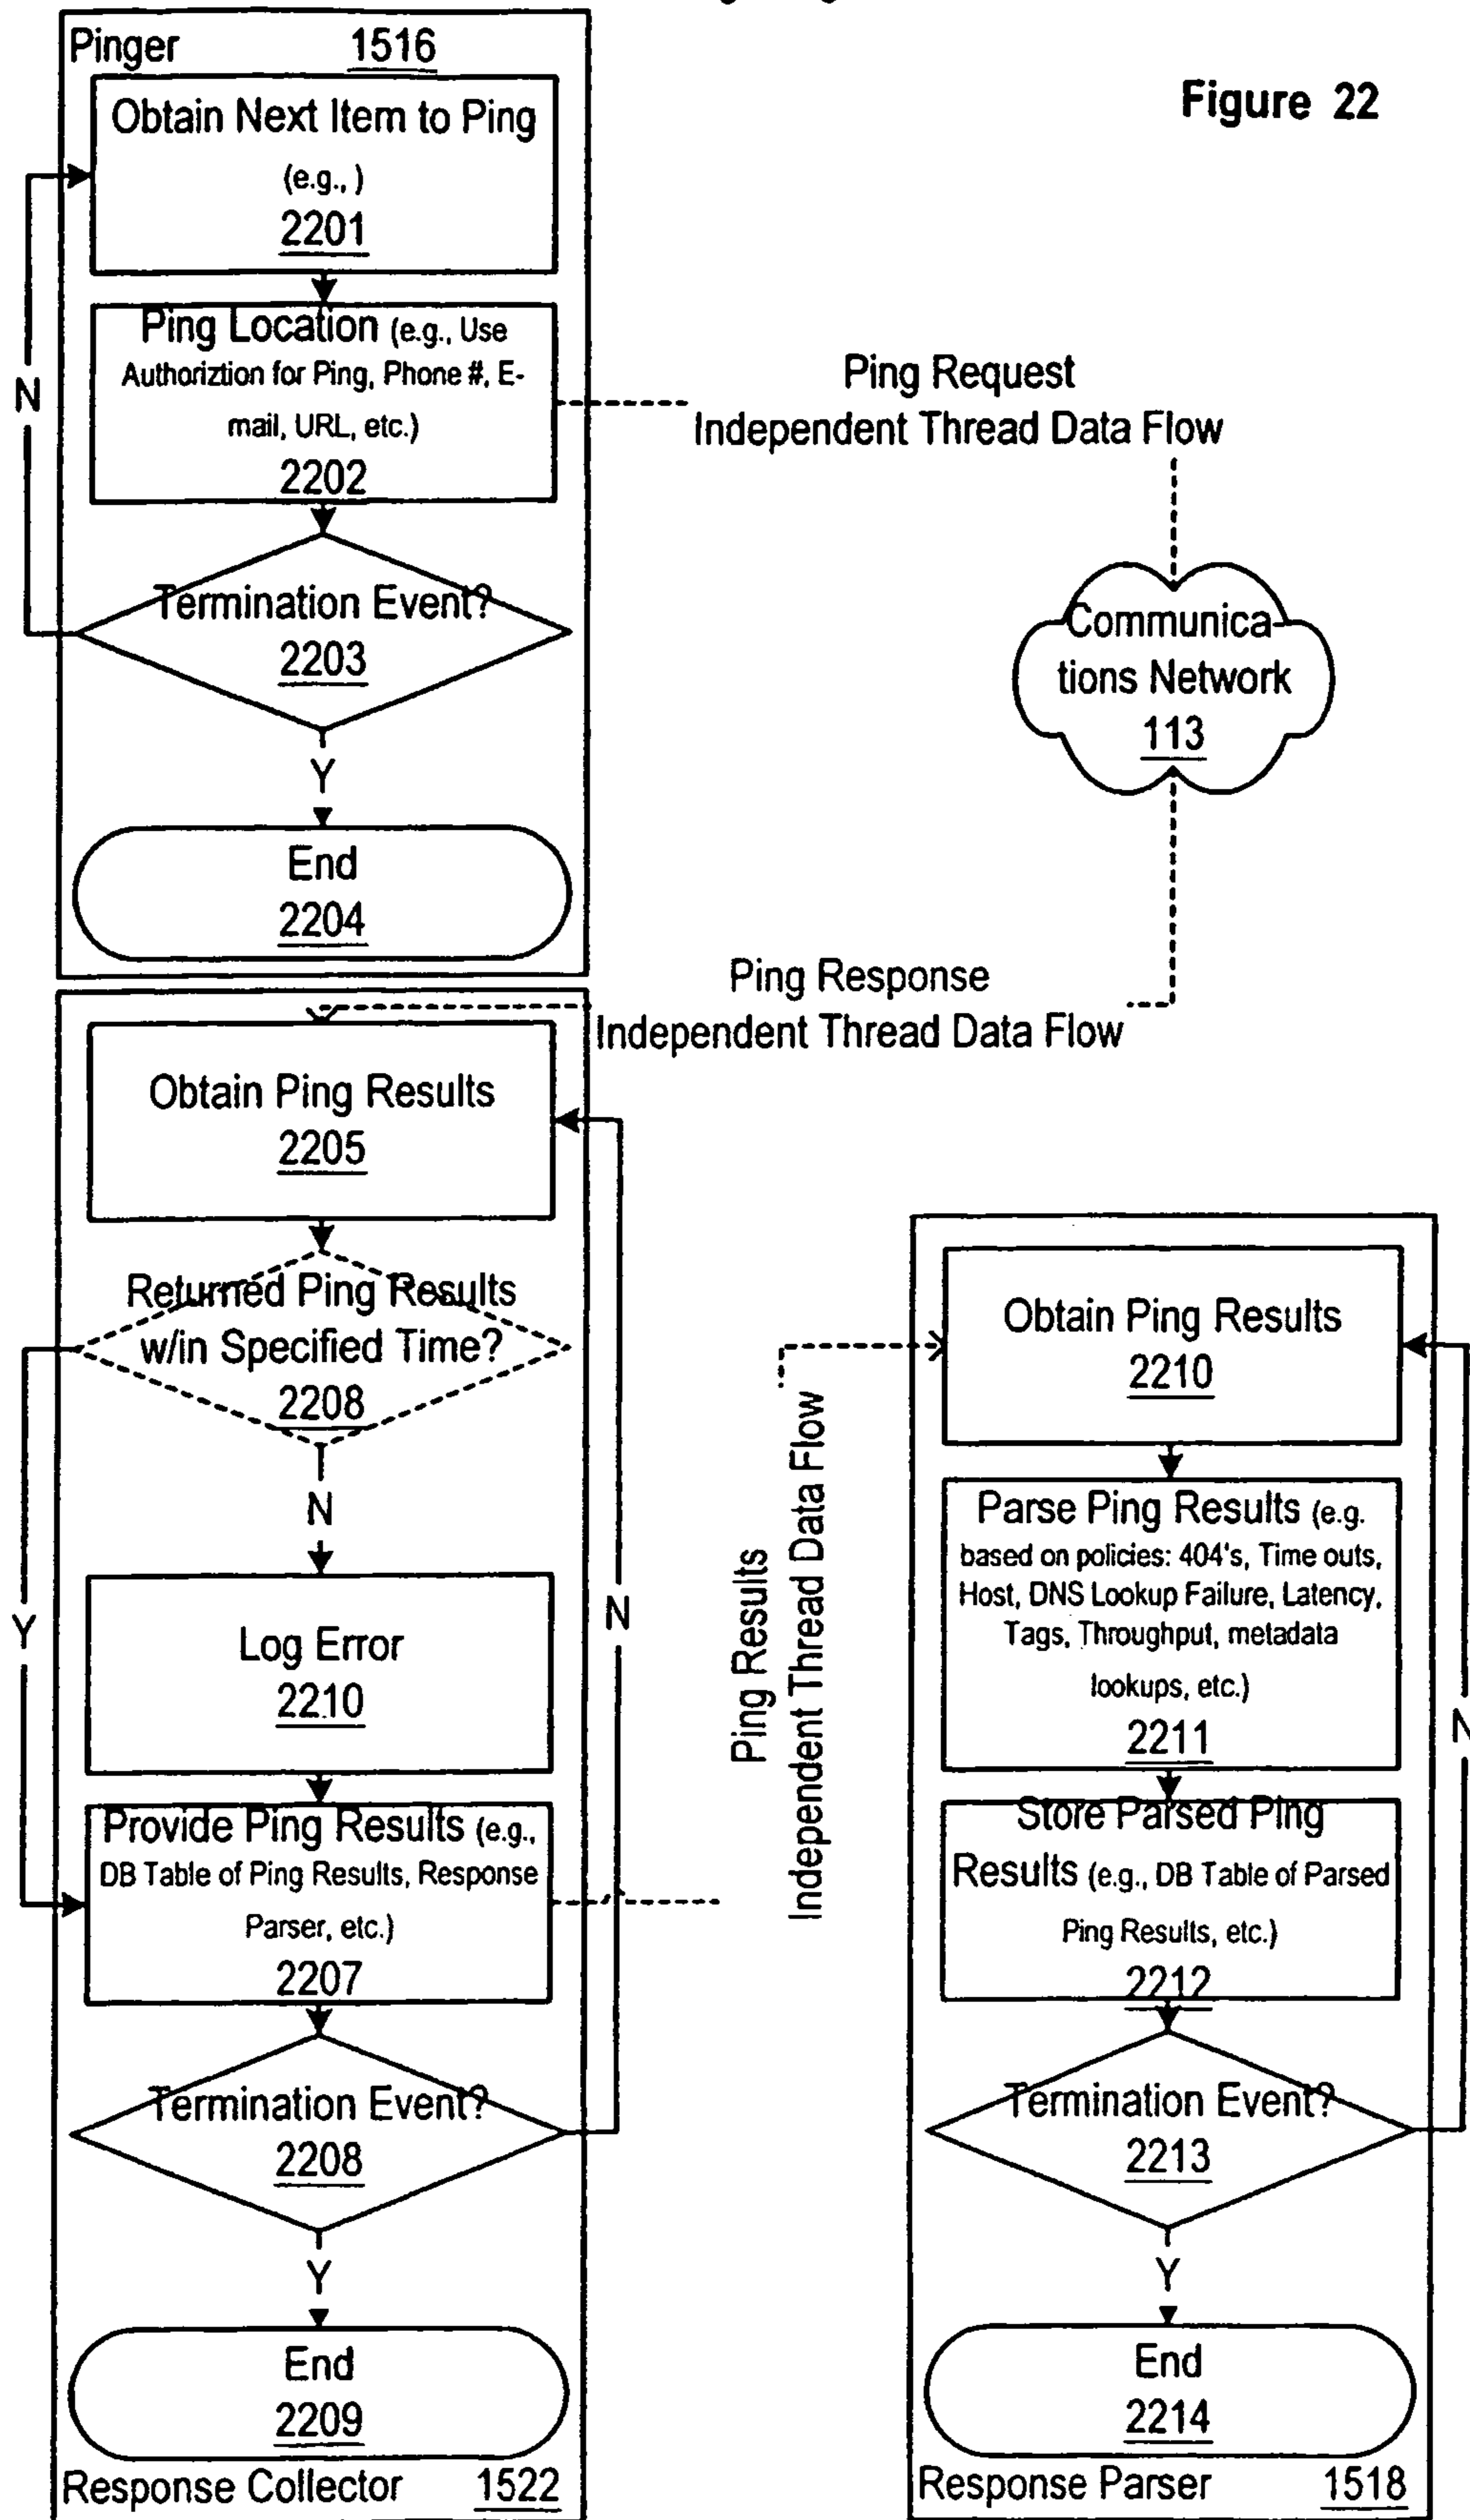 Pinger 1516
Figure 22
Obtain Next Item to Ping
(e.g., )
2201
Ping Location (e.g., Use
Authoriztion for Ping, Phone #, E-
mail, URL, etc.)
2202
N
Termination Event?
2203
Y
End
2204
Ping Request
Independent Thread Data Flow
Communica-
tions Network
113
Ping Response
Independent Thread Data Flow
Obtain Ping Results
2205
Returned Ping Results
w/in Specified Time?
2208
N
Y
Log Error
2210
N
Provide Ping Results (e.g.,
DB Table of Ping Results, Response
Parser, etc.)
2207
Termination Event?
2208
Y
End
2209
Response Collector 1522
Ping Results
Independent Thread Data Flow
Obtain Ping Results
2210
Parse Ping Results (e.g.
based on policies: 404's, Time outs,
Host, DNS Lookup Failure, Latency,
Tags, Throughput, metadata
lookups, etc.)
2211
N
Store Parsed Ping
Results (e.g., DB Table of Parsed
Ping Results, etc.)
2212
Termination Event?
2213
Y
End
2214
Response Parser 1518